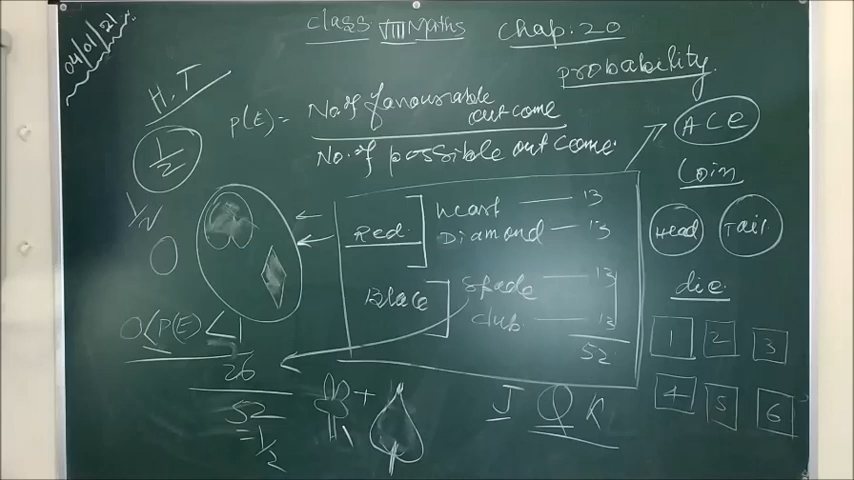 04/01/21
class VIII Maths chap. 20
probability.
H, T
1/2
P(E) = No. of favourable outcome
No. of possible outcome
ACE
Coin
Head Tail
die
1 2 3
4 5 6
Red
Heart — 13
Diamond — 13
Black
Spade — 13
club — 13
52
0
0<P(E)<1
26
52
=1/2
+
J Q K